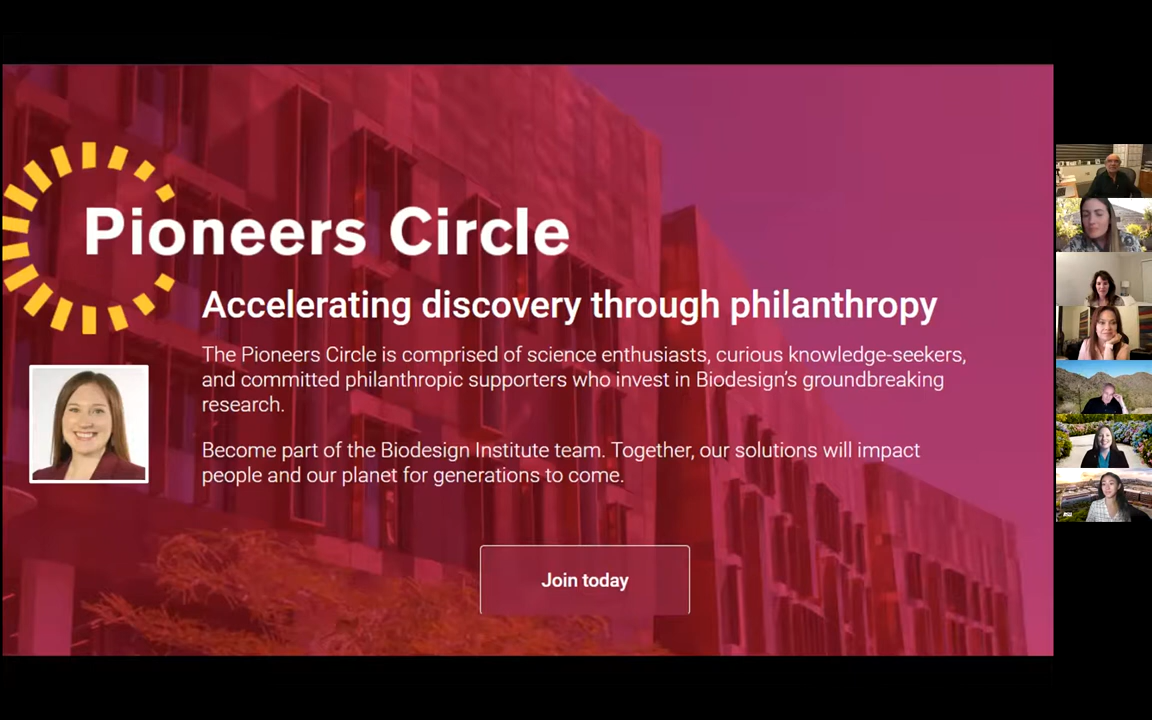 Pioneers Circle
Accelerating discovery through philanthropy
The Pioneers Circle is comprised of science enthusiasts, curious knowledge-seekers,
and committed philanthropic supporters who invest in Biodesign’s groundbreaking
research.
Become part of the Biodesign Institute team. Together, our solutions will impact
people and our planet for generations to come.
Join today
ASU